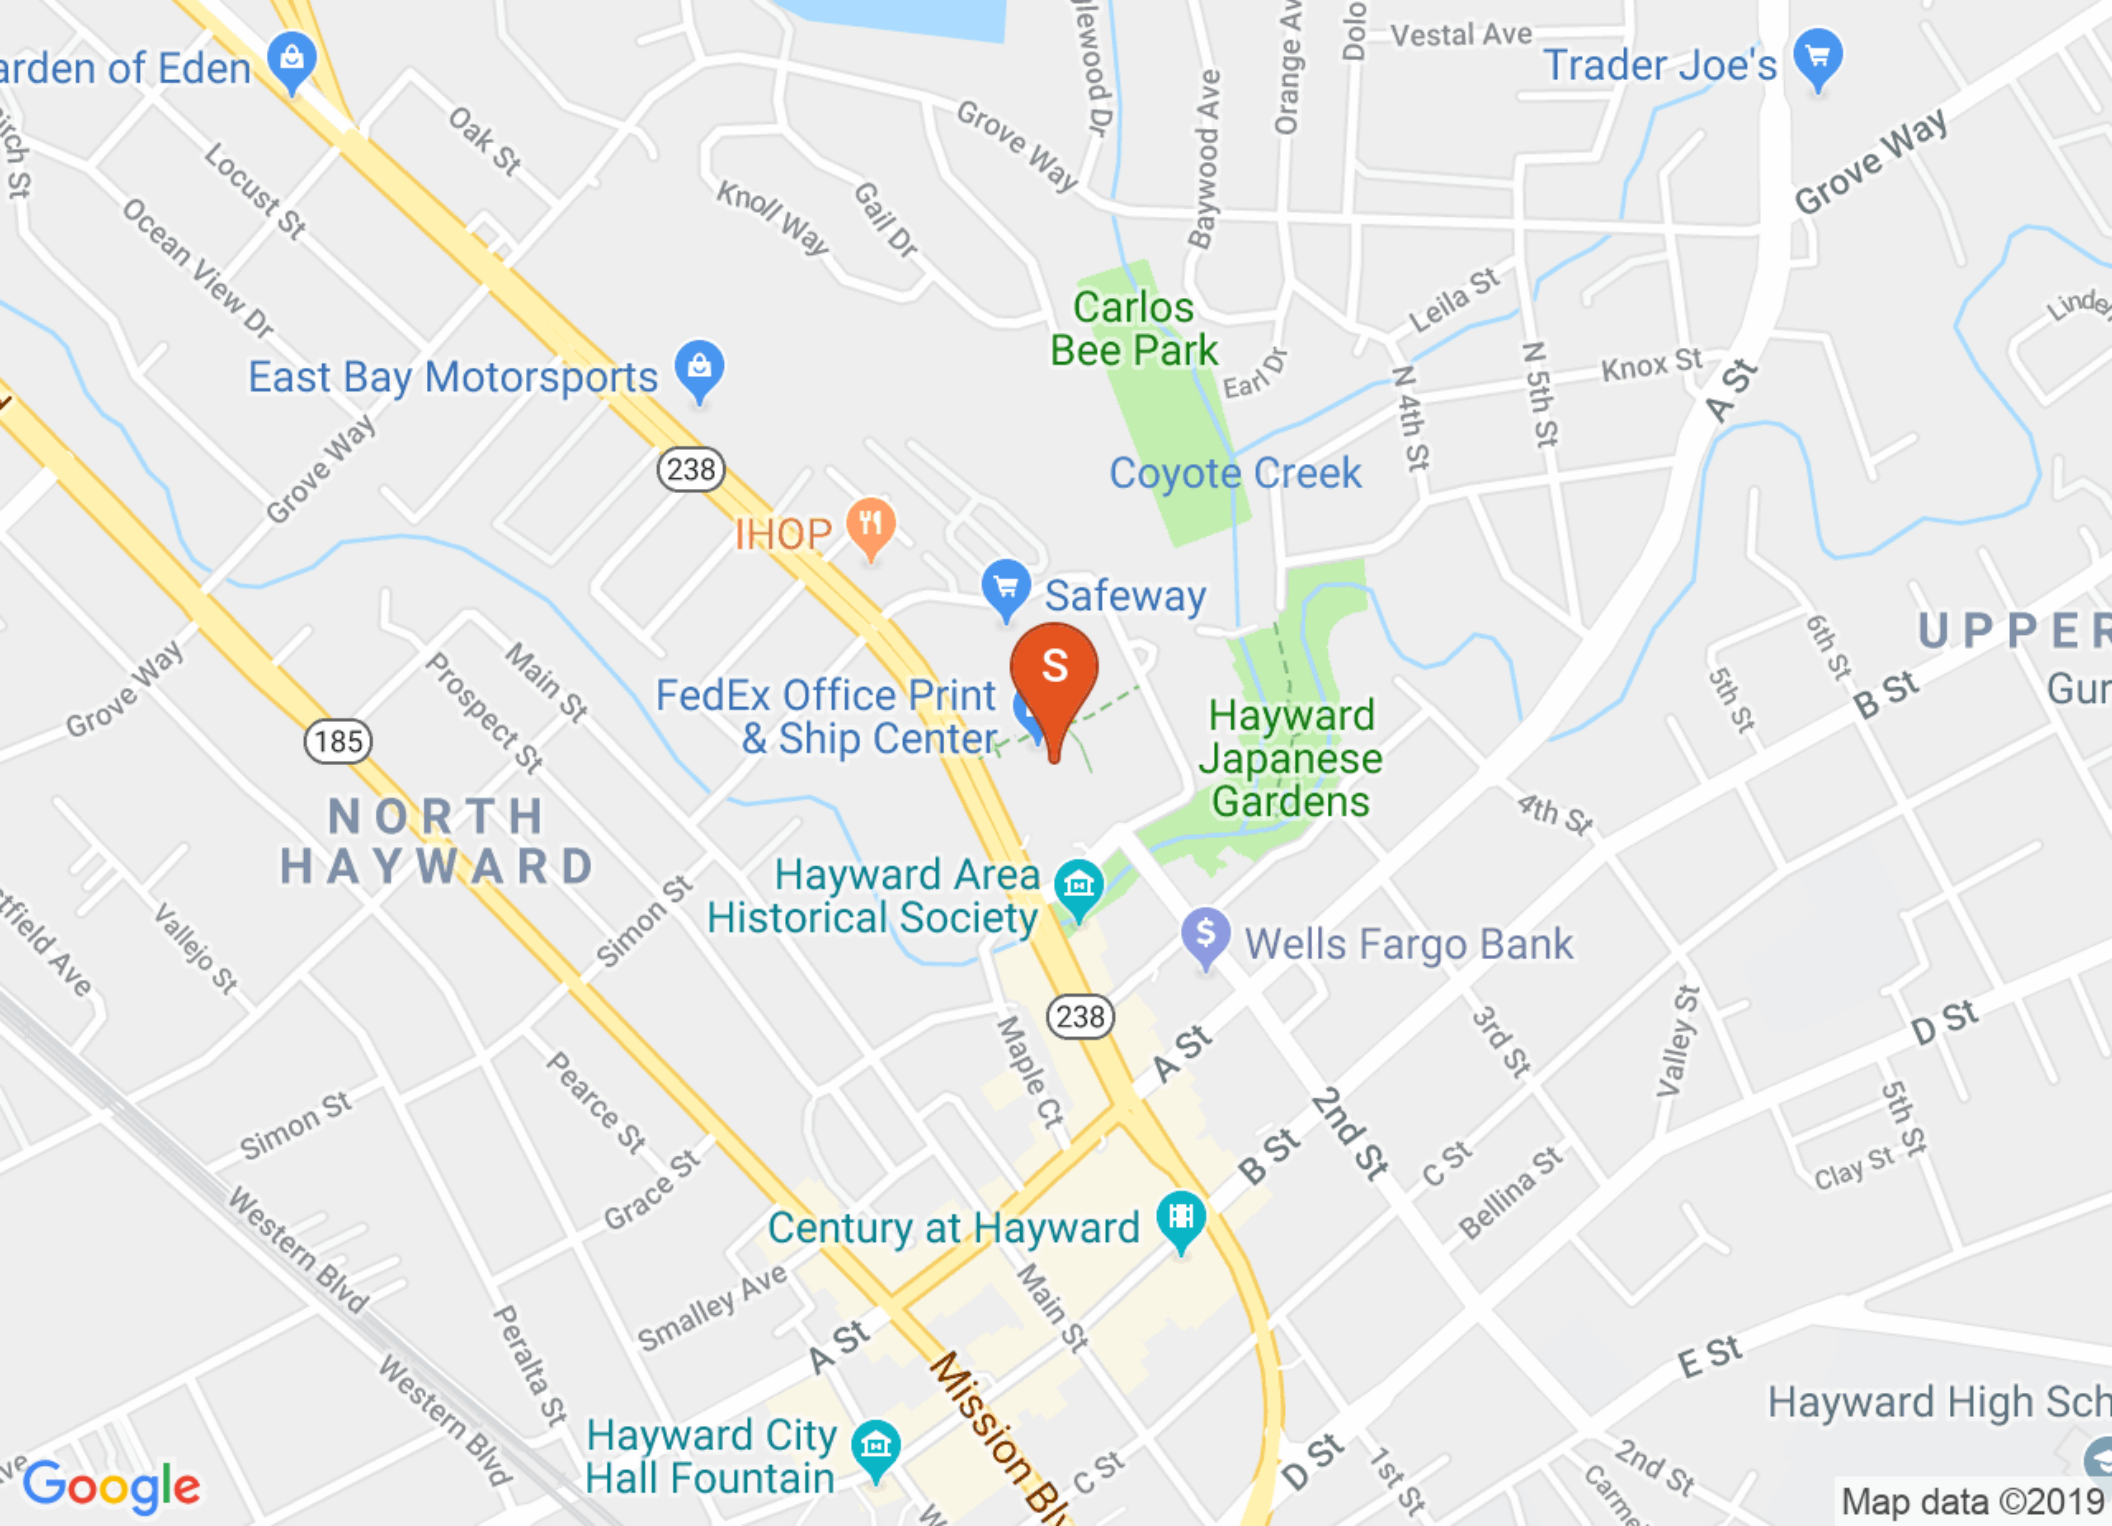 arden of Eden
Vestal Ave
Trader Joe's
Orange Av
Dolo
Baywood Ave
Grove Way
Grove Way
Oak St
Locust St
Knoll Way
Gail Dr
Ocean View Dr
Carlos
Bee Park
Leila St
Earl Dr
N 4th St
N 5th St
Knox St
A St
East Bay Motorsports
Grove Way
238
Coyote Creek
IHOP
Safeway
S
FedEx Office Print
& Ship Center
Main St
Prospect St
Grove Way
185
NORTH
HAYWARD
Hayward
Japanese
Gardens
UPPER
Gur
6th St
5th St
B St
4th St
Hayward Area
Historical Society
Simon St
Vallejo St
Wells Fargo Bank
238
Maple Ct
A St
3rd St
Valley St
D St
5th St
Clay St
2nd St
B St
C St
Bellina St
Pearce St
Simon St
Grace St
Western Blvd
Century at Hayward
Smalley Ave
Main St
Peralta St
A St
Western Blvd
Mission Blv
E St
Hayward High Sch
Hayward City
Hall Fountain
C St
D St
1st St
2nd St
Google
Map data ©2019